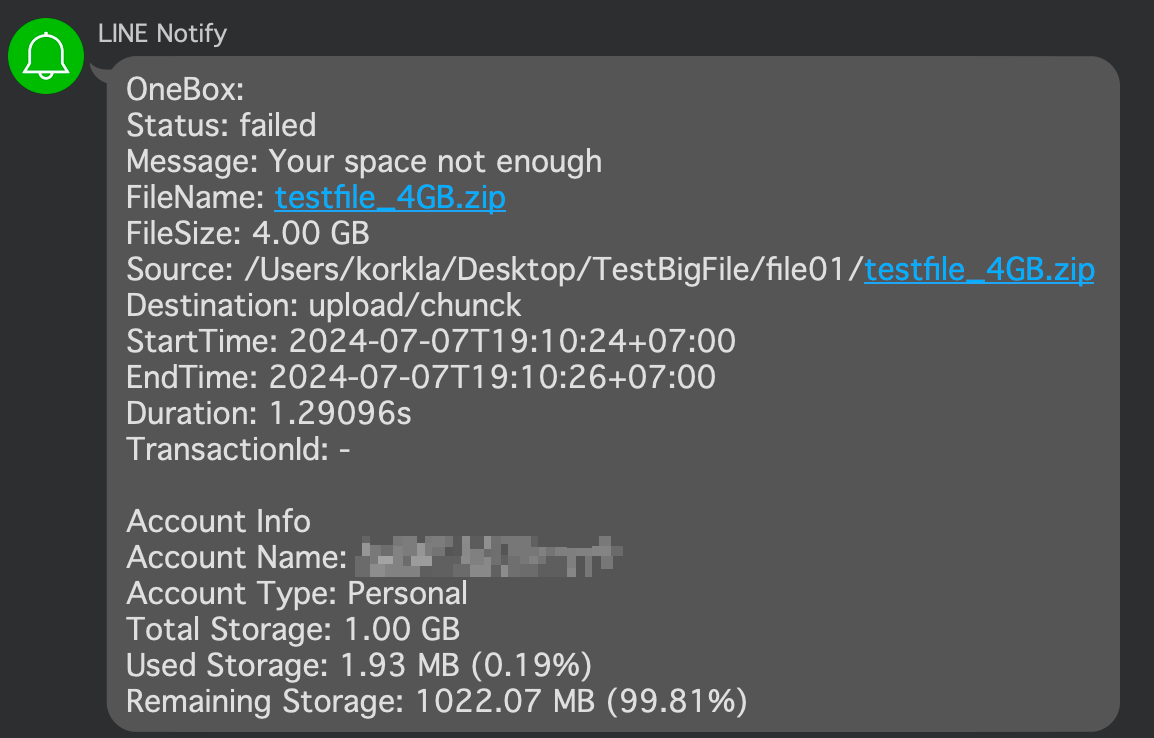 LINE Notify
OneBox:
Status: failed
Message: Your space not enough
FileName: testfile_4GB.zip
FileSize: 4.00 GB
Source: /Users/korkla/Desktop/TestBigFile/file01/testfile_4GB.zip
Destination: upload/chunck
StartTime: 2024-07-07T19:10:24+07:00
EndTime: 2024-07-07T19:10:26+07:00
Duration: 1.29096s
TransactionId: -
Account Info
Account Name:
Account Type: Personal
Total Storage: 1.00 GB
Used Storage: 1.93 MB (0.19%)
Remaining Storage: 1022.07 MB (99.81%)